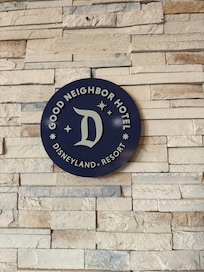 GOOD NEIGHBOR HOTEL
D
DISNEYLAND • RESORT